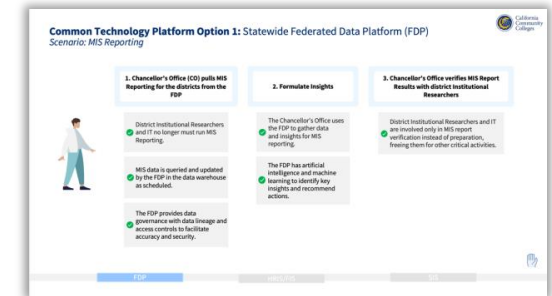 Common Technology Platform Option 1: Statewide Federated Data Platform (FDP)
Scenario: MIS Reporting
California
Community
Colleges
1. Chancellor's Office (CO) pulls MIS
Reporting for the districts from the
FDP
District Institutional Researchers
and IT no longer must run MIS
Reporting.
MIS data is queried and updated
by the FDP in the data warehouse
as scheduled.
The FDP provides data
governance with data lineage and
access controls to facilitate
accuracy and security.
2. Formulate Insights
The Chancellor's Office uses
the FDP to gather data
and insights for MIS
reporting.
The FDP has artificial
intelligence and machine
learning to identify key
insights and recommend
actions.
3. Chancellor's Office verifies MIS Report
Results with district Institutional
Researchers
District Institutional Researchers and IT
are involved only in MIS report
verification instead of preparation,
freeing them for other critical activities.
FDP
SIS